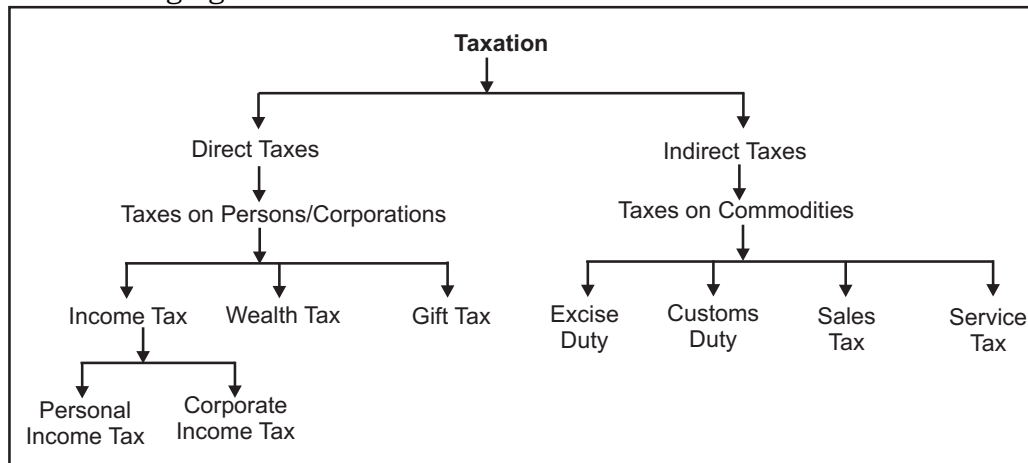 Taxation
Direct Taxes
Indirect Taxes
Taxes on Persons/Corporations
Taxes on Commodities
Income Tax
Wealth Tax
Gift Tax
Excise
Duty
Customs
Duty
Sales
Tax
Service
Tax
Personal
Income Tax
Corporate
Income Tax